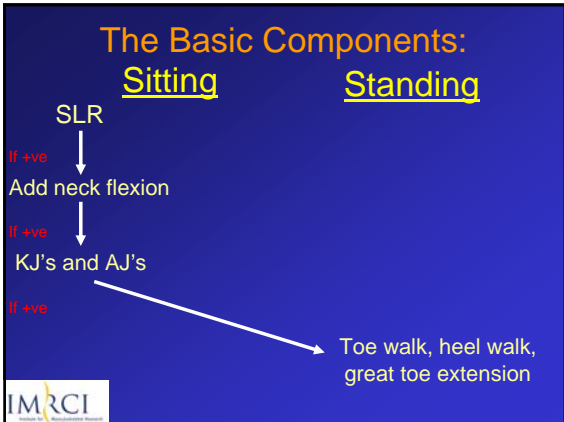 The Basic Components:
Sitting
Standing
SLR
If +ve
Add neck flexion
If +ve
KJ's and AJ's
If +ve
Toe walk, heel walk,
great toe extension
IMRCI